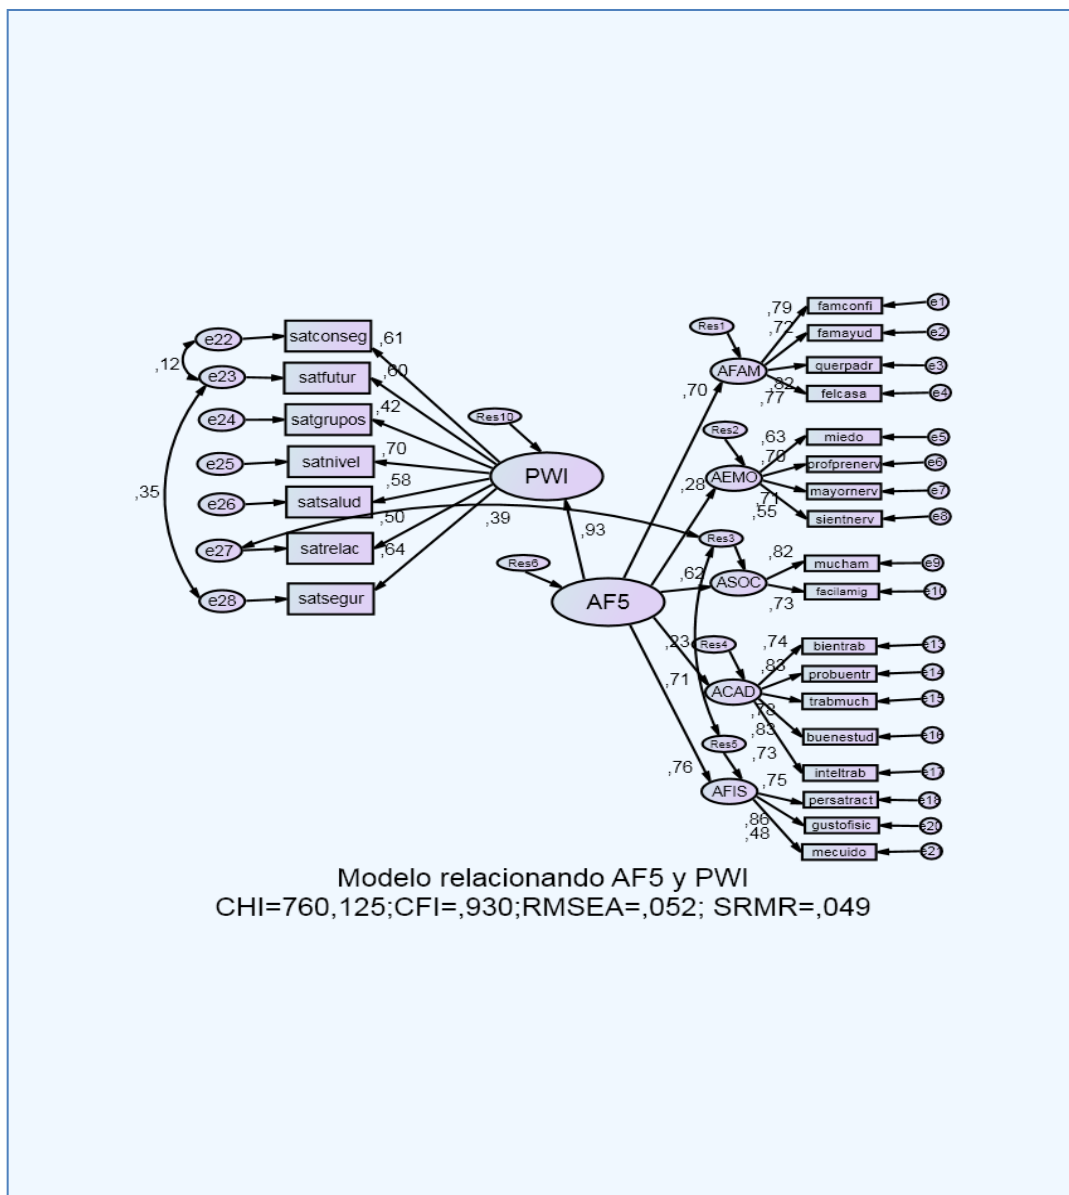 e22 satconseg ,61
,12
e23 satfutur ,60
e24 satgrupos ,42
e25 satnivel ,70
,35
e26 satsalud ,58
e27 satrelac ,50
e28 satsegur ,64
Res10
PWI
,39
,93
Res6
AF5
,70
,28
,62
,23
,71
,76
Res1
AFAM
,79 famconfi e1
,72 famayud e2
,82 querpadr e3
,77 felcasa e4
Res2
AEMO
,63 miedo e5
,70 profprenerv e6
,71 mayornerv e7
,55 sientnerv e8
Res3
ASOC
,82 mucham e9
,73 facilamig e10
Res4
ACAD
,74 bientrab e13
,83 probuentr e14
,78 trabmuch e15
,83 buenestud e16
,73 inteltrab e17
Res5
AFIS
,75 persatract e18
,86 gustofisic e20
,48 mecuido e21
Modelo relacionando AF5 y PWI
CHI=760,125;CFI=,930;RMSEA=,052; SRMR=,049